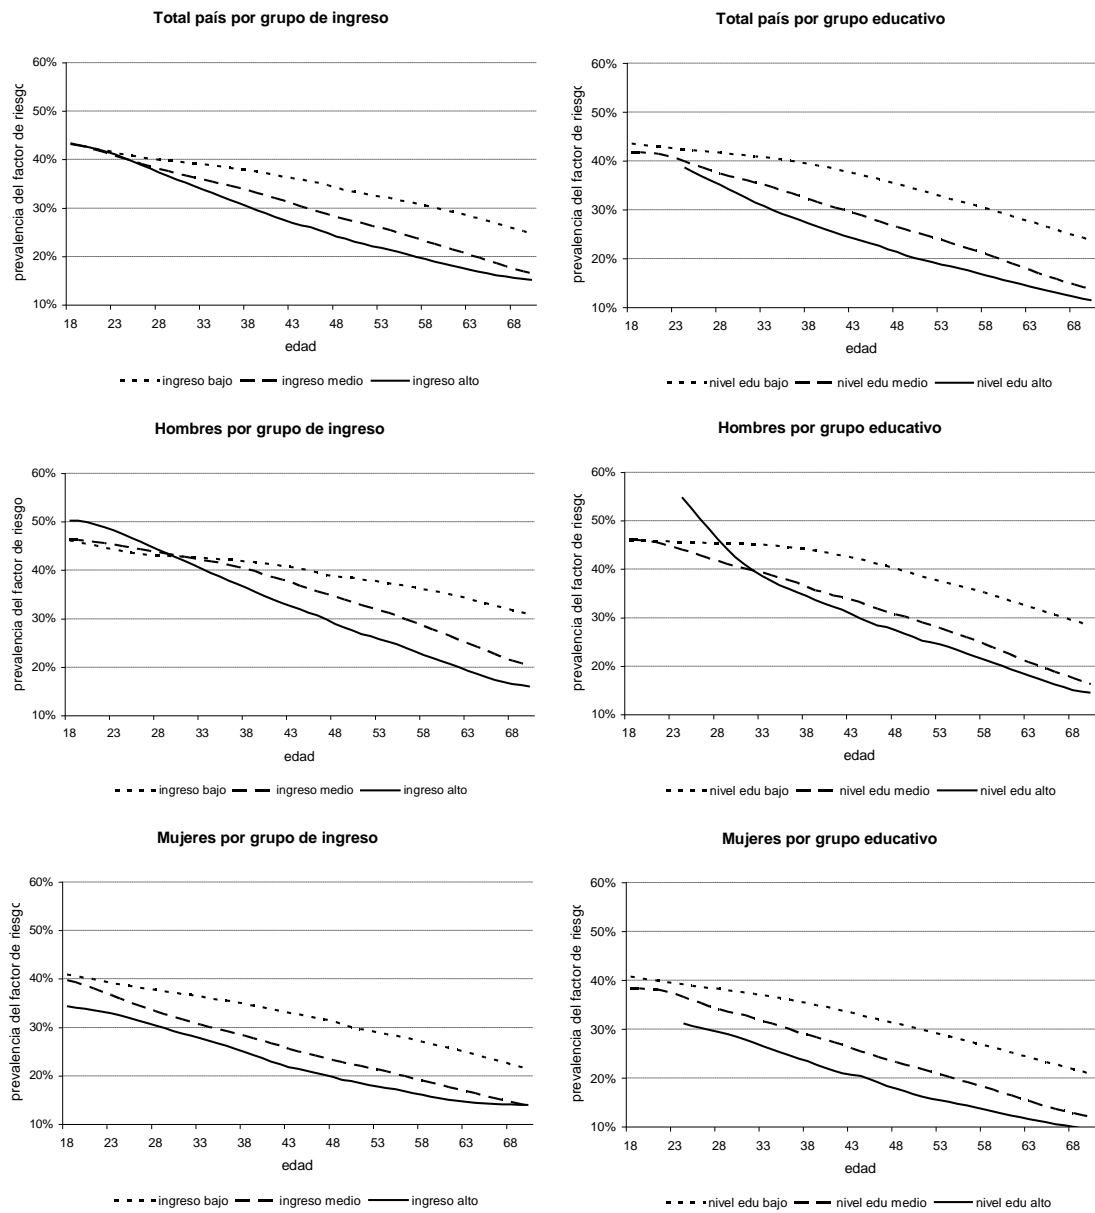 Total país por grupo de ingreso
prevalencia del factor de riesgo
60%
50%
40%
30%
20%
10%
18 23 28 33 38 43 48 53 58 63 68
edad
ingreso bajo ingreso medio ingreso alto
Total país por grupo educativo
prevalencia del factor de riesgo
60%
50%
40%
30%
20%
10%
18 23 28 33 38 43 48 53 58 63 68
edad
nivel edu bajo nivel edu medio nivel edu alto
Hombres por grupo de ingreso
prevalencia del factor de riesgo
60%
50%
40%
30%
20%
10%
18 23 28 33 38 43 48 53 58 63 68
edad
ingreso bajo ingreso medio ingreso alto
Hombres por grupo educativo
prevalencia del factor de riesgo
60%
50%
40%
30%
20%
10%
18 23 28 33 38 43 48 53 58 63 68
edad
nivel edu bajo nivel edu medio nivel edu alto
Mujeres por grupo de ingreso
prevalencia del factor de riesgo
60%
50%
40%
30%
20%
10%
18 23 28 33 38 43 48 53 58 63 68
edad
ingreso bajo ingreso medio ingreso alto
Mujeres por grupo educativo
prevalencia del factor de riesgo
60%
50%
40%
30%
20%
10%
18 23 28 33 38 43 48 53 58 63 68
edad
nivel edu bajo nivel edu medio nivel edu alto